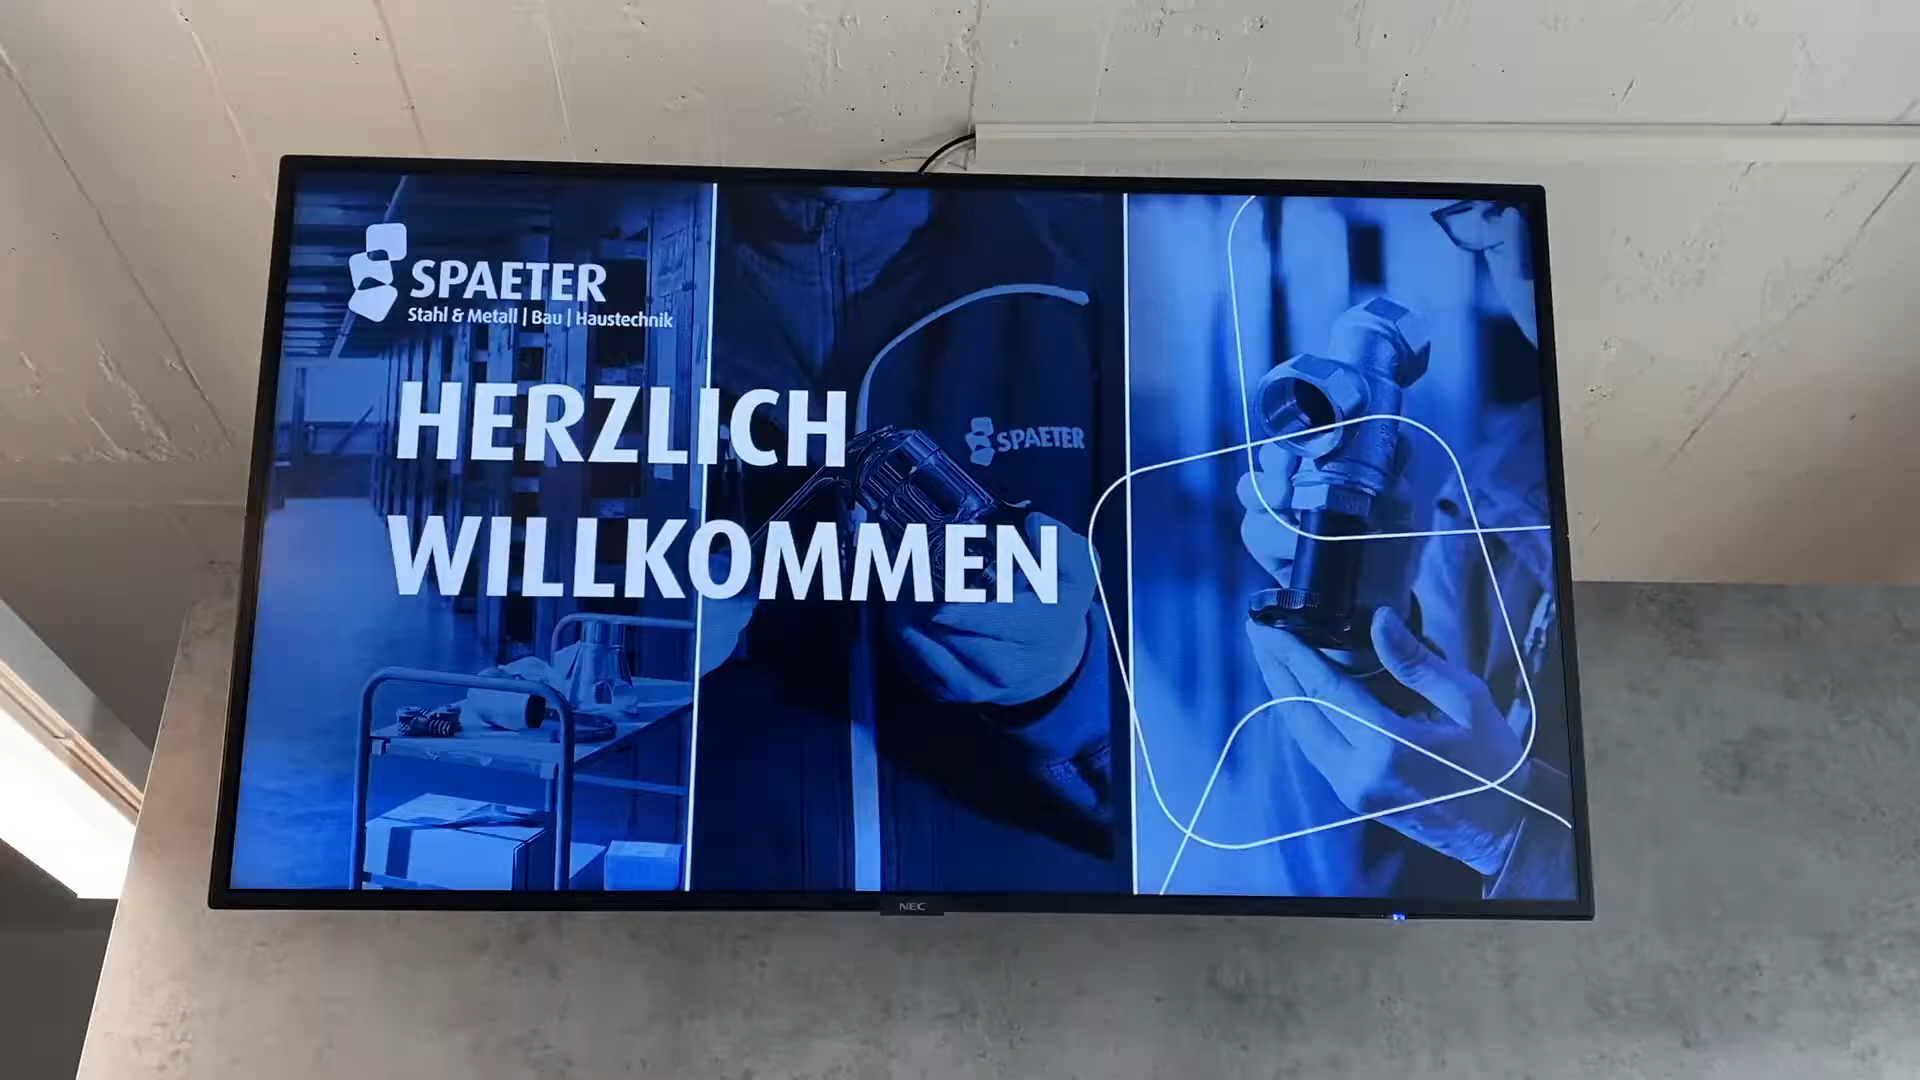 SPAETER
Stahl & Metall | Bau | Haustechnik
HERZLICH
WILLKOMMEN
SPAETER
NEC